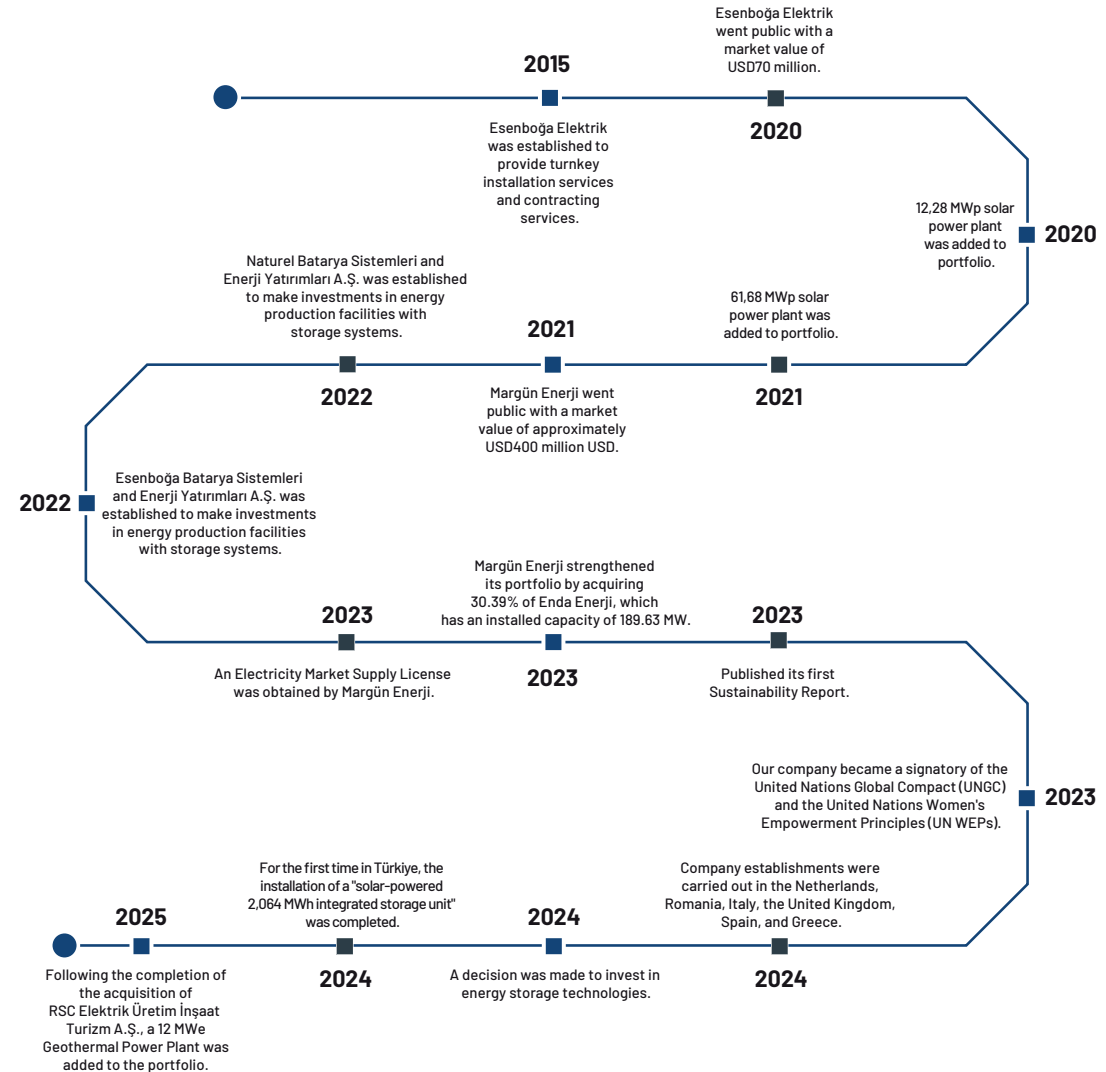 2015
Esenboğa Elektrik
was established to
provide turnkey
installation services
and contracting
services.
Esenboğa Elektrik
went public with a
market value of
USD70 million.
2020
12,28 MWp solar
power plant
was added to
portfolio.
2020
61,68 MWp solar
power plant was
added to portfolio.
2021
2021
Margün Enerji went
public with a market
value of approximately
USD400 million USD.
Naturel Batarya Sistemleri and
Enerji Yatırımları A.Ş. was established
to make investments in energy
production facilities with
storage systems.
2022
2022
Esenboğa Batarya Sistemleri
and Enerji Yatırımları A.Ş. was
established to make investments
in energy production facilities
with storage systems.
2023
An Electricity Market Supply License
was obtained by Margün Enerji.
Margün Enerji strengthened
its portfolio by acquiring
30.39% of Enda Enerji, which
has an installed capacity of 189.63 MW.
2023
2023
Published its first
Sustainability Report.
Our company became a signatory of the
United Nations Global Compact (UNGC)
and the United Nations Women's
Empowerment Principles (UN WEPs).
2023
Company establishments were
carried out in the Netherlands,
Romania, Italy, the United Kingdom,
Spain, and Greece.
2024
2024
A decision was made to invest in
energy storage technologies.
For the first time in Türkiye, the
installation of a "solar-powered
2,064 MWh integrated storage unit"
was completed.
2024
2025
Following the completion of
the acquisition of
RSC Elektrik Üretim İnşaat
Turizm A.Ş., a 12 MWe
Geothermal Power Plant was
added to the portfolio.